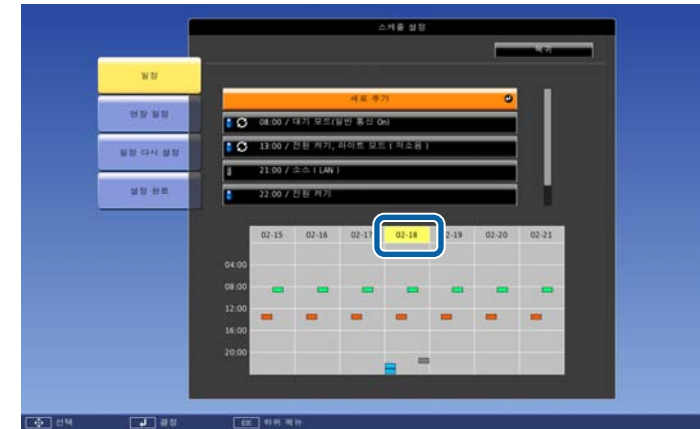 스케줄 설정
복귀
일정
연장 일정
일정 다시 설정
설정 완료
새로 추가
08:00 / 대기 모드(일반 통신 On)
13:00 / 전원 켜기, 라이트 모드 ( 저소음 )
21:00 / 소스 ( LAN )
22:00 / 전원 켜기
02-15 02-16 02-17 02-18 2-19 02-20 02-21
04:00
08:00
12:00
16:00
20:00
선택 결정 Esc 하위 메뉴